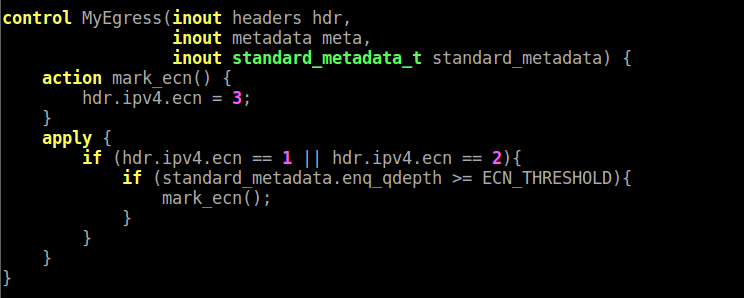 control MyEgress(inout headers hdr,
                 inout metadata meta,
                 inout standard_metadata_t standard_metadata) {
    action mark_ecn() {
        hdr.ipv4.ecn = 3;
    }
    apply {
        if (hdr.ipv4.ecn == 1 || hdr.ipv4.ecn == 2){
            if (standard_metadata.enq_qdepth >= ECN_THRESHOLD){
                mark_ecn();
            }
        }
    }
}